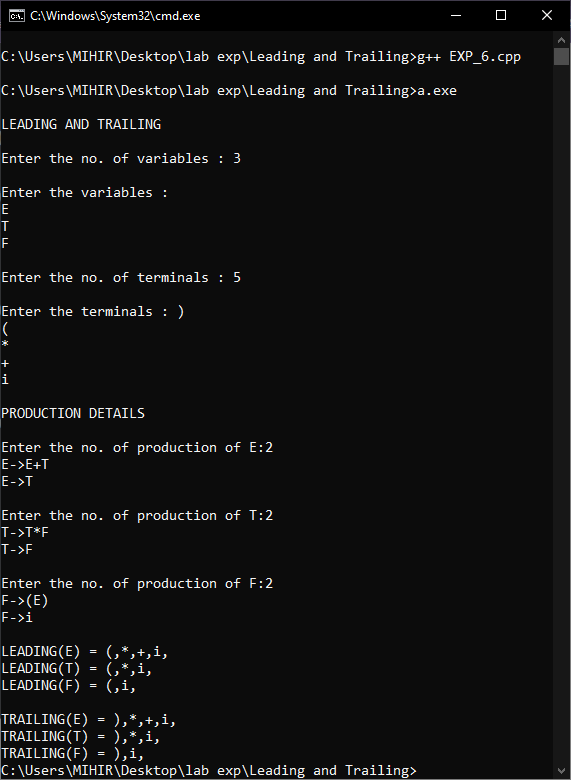 C:\Windows\System32\cmd.exe
C:\Users\MIHIR\Desktop\lab exp\Leading and Trailing>g++ EXP_6.cpp
C:\Users\MIHIR\Desktop\lab exp\Leading and Trailing>a.exe
LEADING AND TRAILING
Enter the no. of variables : 3
Enter the variables :
E
T
F
Enter the no. of terminals : 5
Enter the terminals : )
(
*
+
i
PRODUCTION DETAILS
Enter the no. of production of E:2
E->E+T
E->T
Enter the no. of production of T:2
T->T*F
T->F
Enter the no. of production of F:2
F->(E)
F->i
LEADING(E) = (,*,+,i,
LEADING(T) = (,*,i,
LEADING(F) = (,i,
TRAILING(E) = ),*,+,i,
TRAILING(T) = ),*,i,
TRAILING(F) = ),i,
C:\Users\MIHIR\Desktop\lab exp\Leading and Trailing>